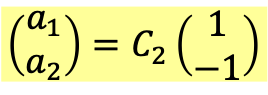 (a₁
a₂) = C₂ (1
−1)